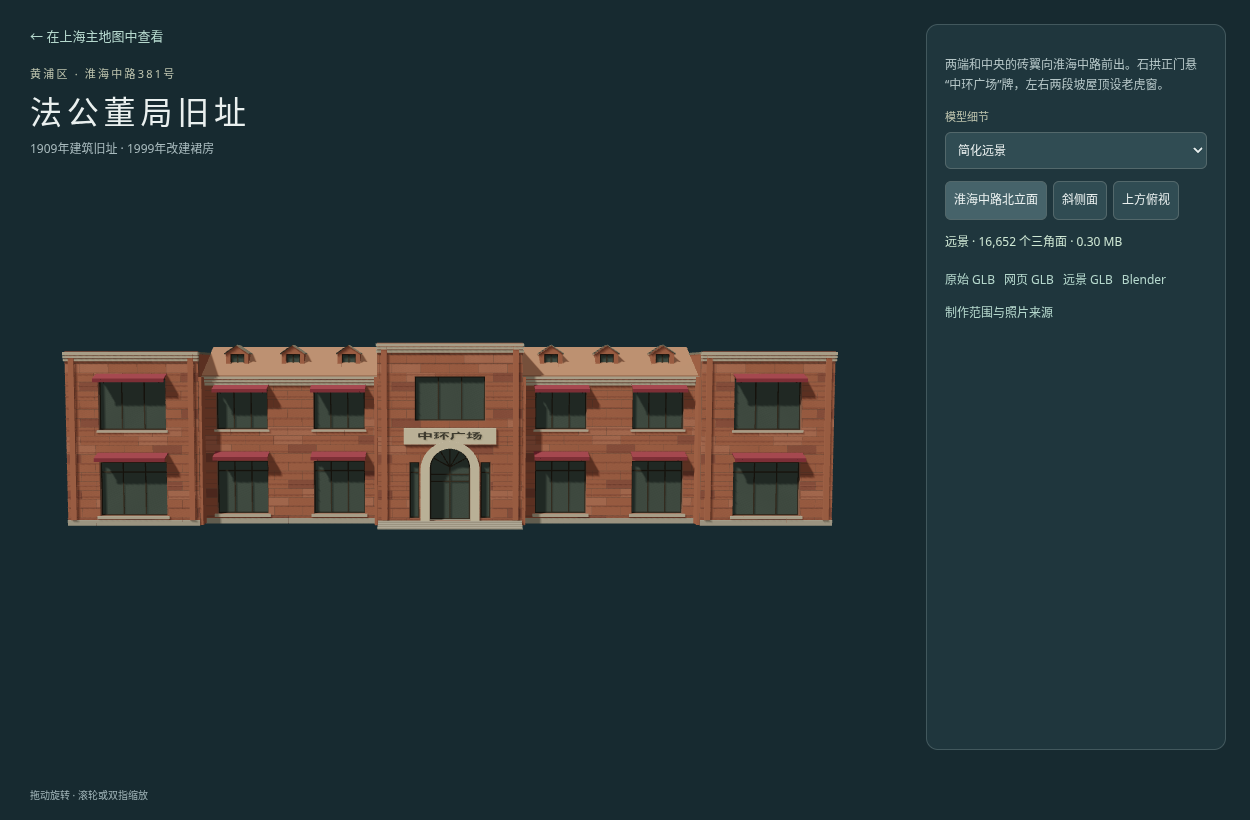 ← 在上海主地图中查看
黄浦区 · 淮海中路381号
法公董局旧址
1909年建筑旧址 · 1999年改建裙房
中环广场
拖动旋转 · 滚轮或双指缩放
两端和中央的砖翼向淮海中路前出。石拱正门悬
“中环广场”牌，左右两段坡屋顶设老虎窗。
模型细节
简化远景
淮海中路北立面 斜侧面 上方俯视
远景 · 16,652 个三角面 · 0.30 MB
原始 GLB 网页 GLB 远景 GLB Blender
制作范围与照片来源